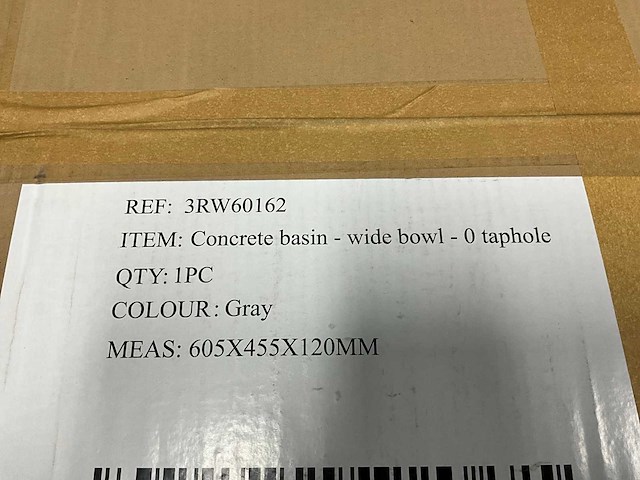 REF: 3RW60162
ITEM: Concrete basin - wide bowl - 0 taphole
QTY: 1PC
COLOUR: Gray
MEAS: 605X455X120MM